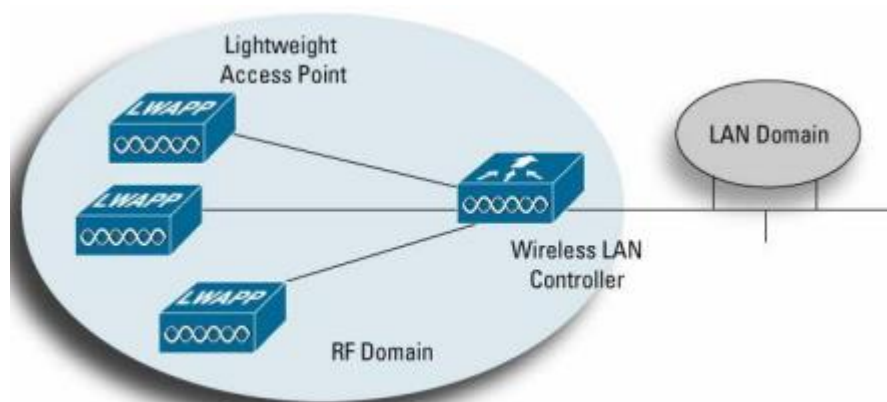 Lightweight
Access Point
LWAPP
LWAPP
LWAPP
Wireless LAN
Controller
RF Domain
LAN Domain